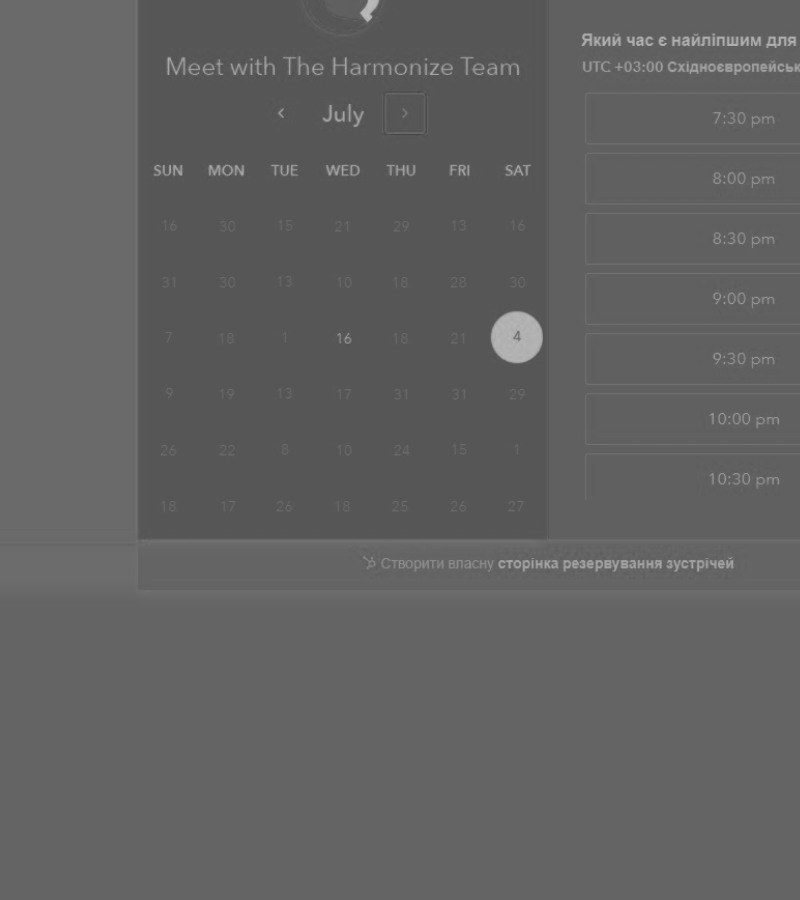 Meet with The Harmonize Team
July
SUN MON TUE WED THU FRI SAT
16 30 15 21 29 13 16
31 30 13 10 18 28 30
7 18 1 16 18 21 4
9 19 13 17 31 31 29
26 22 8 10 24 15 1
18 17 26 18 25 26 27
Який час є найліпшим для
UTC +03:00 Східноєвропейськ
7:30 pm
8:00 pm
8:30 pm
9:00 pm
9:30 pm
10:00 pm
10:30 pm
Створити власну сторінка резервування зустрічей